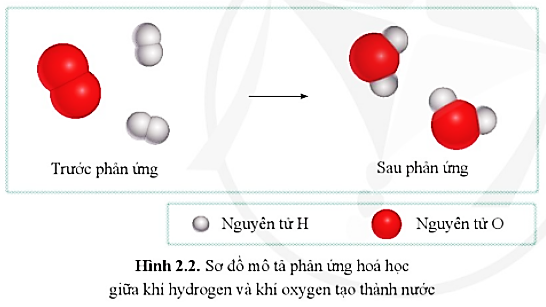 Trước phản ứng
Sau phản ứng
Nguyên tử H
Nguyên tử O
Hình 2.2. Sơ đồ mô tả phản ứng hoá học
giữa khí hydrogen và khí oxygen tạo thành nước